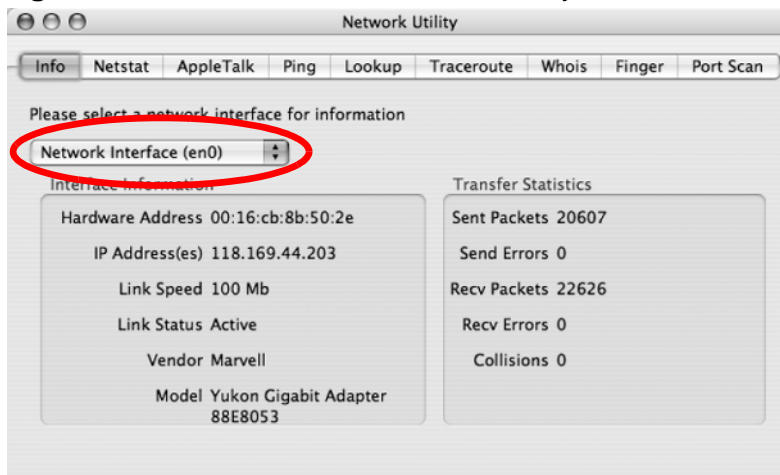 Network Utility
Info Netstat AppleTalk Ping Lookup Traceroute Whois Finger Port Scan
Please select a network interface for information
Network Interface (en0)
Interface Information
Hardware Address 00:16:cb:8b:50:2e
IP Address(es) 118.169.44.203
Link Speed 100 Mb
Link Status Active
Vendor Marvell
Model Yukon Gigabit Adapter
88E8053
Transfer Statistics
Sent Packets 20607
Send Errors 0
Recv Packets 22626
Recv Errors 0
Collisions 0